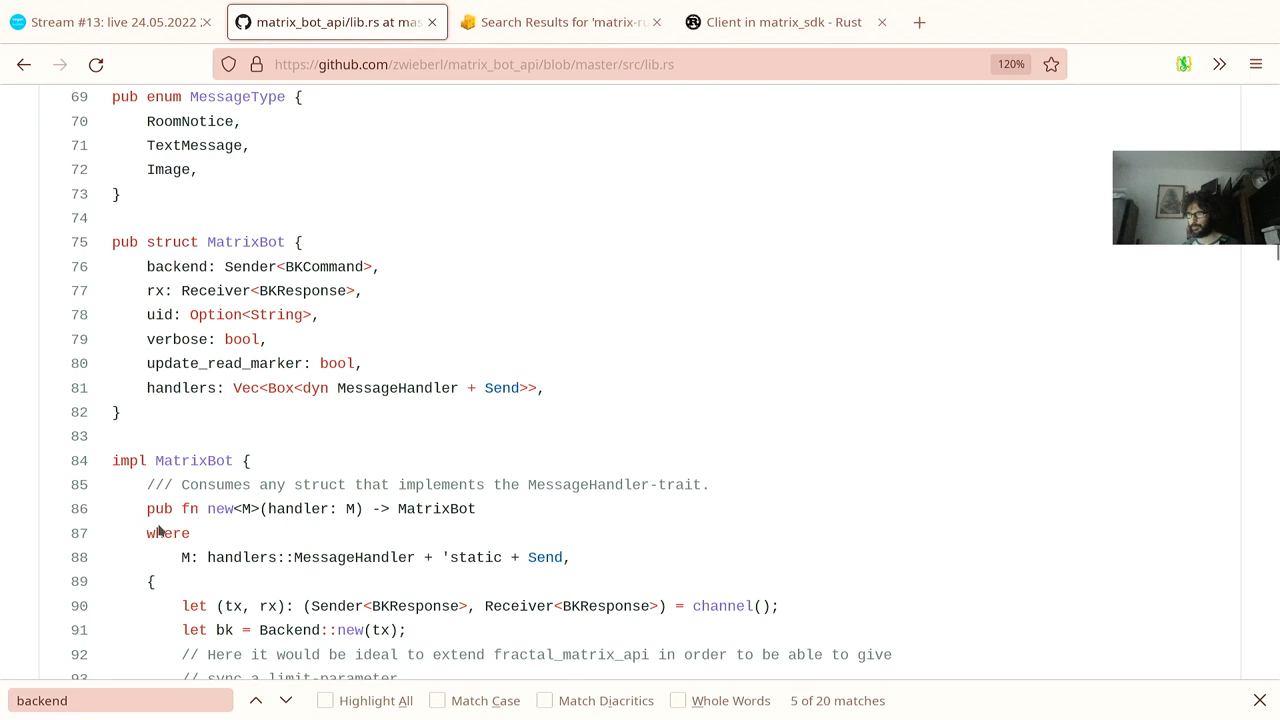 Stream #13: live 24.05.2022
matrix_bot_api/lib.rs at mas
Search Results for 'matrix-ru
Client in matrix_sdk - Rust
https://github.com/zwieberl/matrix_bot_api/blob/master/src/lib.rs
120%
69 pub enum MessageType {
70 RoomNotice,
71 TextMessage,
72 Image,
73 }
74
75 pub struct MatrixBot {
76 backend: Sender<BKCommand>,
77 rx: Receiver<BKResponse>,
78 uid: Option<String>,
79 verbose: bool,
80 update_read_marker: bool,
81 handlers: Vec<Box<dyn MessageHandler + Send>>,
82 }
83
84 impl MatrixBot {
85 /// Consumes any struct that implements the MessageHandler-trait.
86 pub fn new<M>(handler: M) -> MatrixBot
87 where
88 M: handlers::MessageHandler + 'static + Send,
89 {
90 let (tx, rx): (Sender<BKResponse>, Receiver<BKResponse>) = channel();
91 let bk = Backend::new(tx);
92 // Here it would be ideal to extend fractal_matrix_api in order to be able to give
93 // sync a limit-parameter
backend
Highlight All
Match Case
Match Diacritics
Whole Words
5 of 20 matches